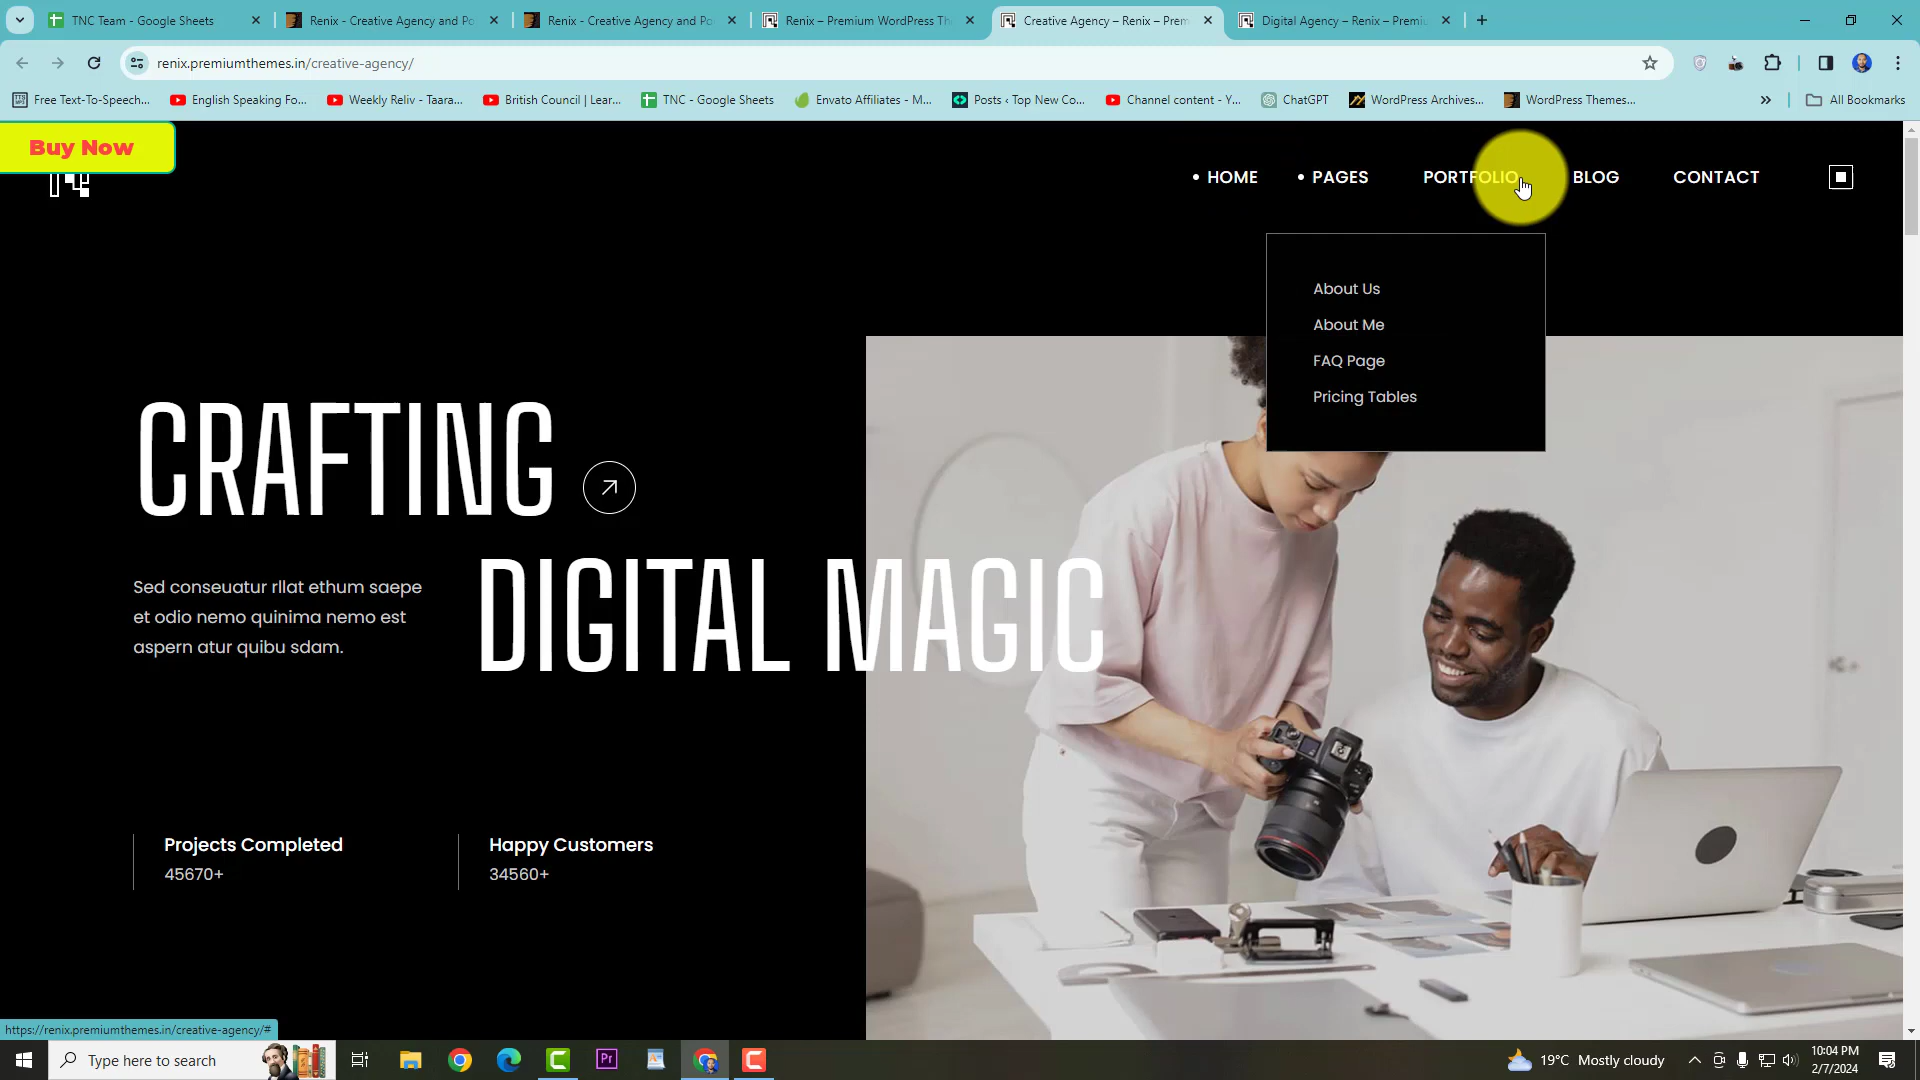 TNC Team - Google Sheets
Renix - Creative Agency and Po
Renix - Creative Agency and Po
Renix – Premium WordPress Th
Creative Agency – Renix – Prem
Digital Agency – Renix – Premiu
renix.premiumthemes.in/creative-agency/
Free Text-To-Speech...
English Speaking Fo...
Weekly Reliv - Taara...
British Council | Lear...
TNC - Google Sheets
Envato Affiliates - M...
Posts ‹ Top New Co...
Channel content - Y...
ChatGPT
WordPress Archives...
WordPress Themes...
All Bookmarks
Buy Now
HOME
PAGES
PORTFOLIO
BLOG
CONTACT
About Us
About Me
FAQ Page
Pricing Tables
CRAFTING
DIGITAL MAGIC
Sed conseuatur rllat ethum saepe
et odio nemo quinima nemo est
aspern atur quibu sdam.
Projects Completed
45670+
Happy Customers
34560+
https://renix.premiumthemes.in/creative-agency/#
Type here to search
Pr
19°C Mostly cloudy
10:04 PM
2/7/2024